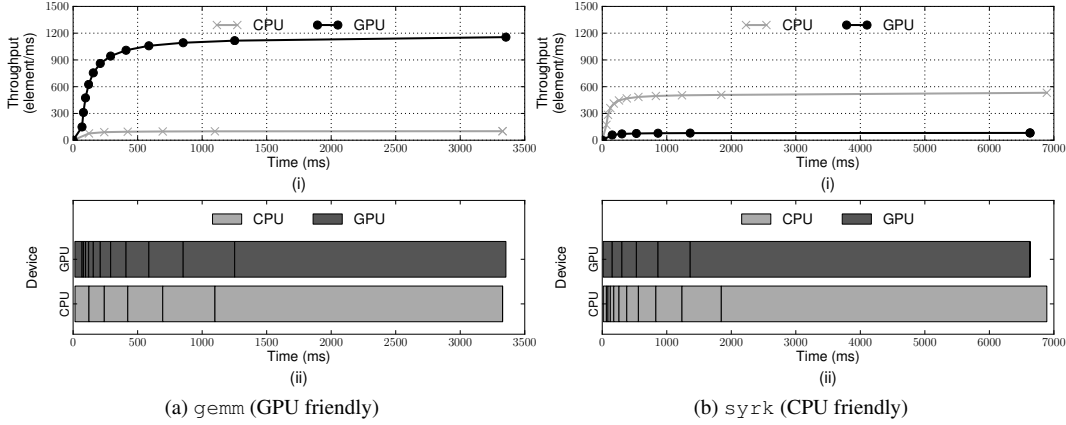 CPU GPU
1500
1200
900
600
300
0
Throughput
(element/ms)
0 500 1000 1500 2000 2500 3000 3500
Time (ms)
(i)
CPU GPU
GPU
CPU
Device
0 500 1000 1500 2000 2500 3000 3500
Time (ms)
(ii)
(a) gemm (GPU friendly)
CPU GPU
1500
1200
900
600
300
0
Throughput
(element/ms)
0 1000 2000 3000 4000 5000 6000 7000
Time (ms)
(i)
CPU GPU
GPU
CPU
Device
0 1000 2000 3000 4000 5000 6000 7000
Time (ms)
(ii)
(b) syrk (CPU friendly)